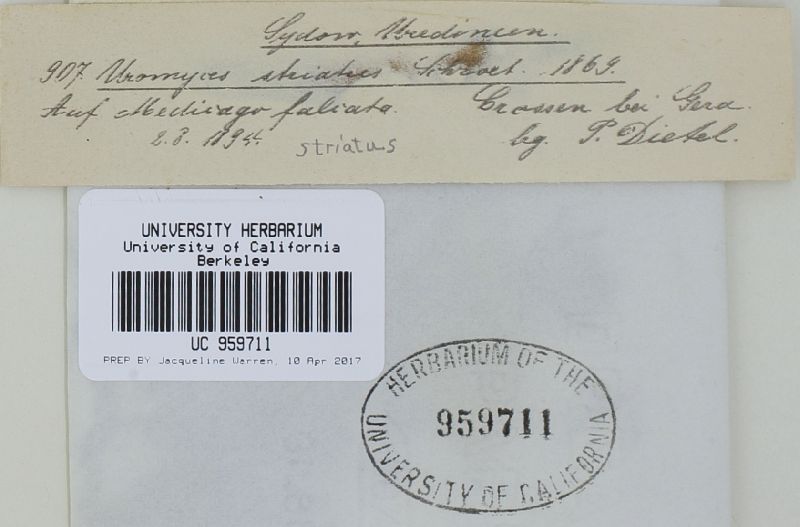 Sydow, Uredineen.
907. Uromyces striatus Schroet. 1869.
Auf Medicago falcata. Crossen bei Gera.
2. 8. 1894. striatus lg. P. Dietel.
UNIVERSITY HERBARIUM
University of California
Berkeley
UC 959711
PREP BY Jacqueline Warren, 10 Apr 2017
HERBARIUM OF THE
959711
UNIVERSITY OF CALIFORNIA